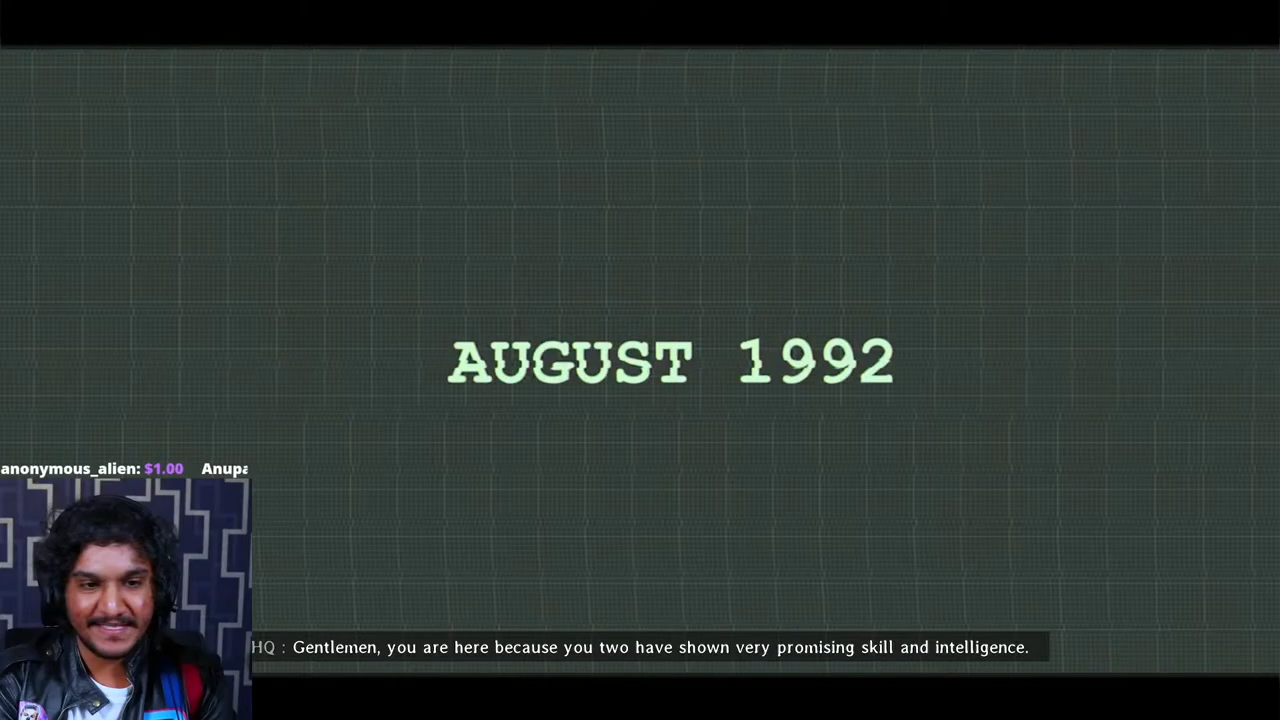 AUGUST 1992
anonymous_alien: $1.00 Anupa
HQ : Gentlemen, you are here because you two have shown very promising skill and intelligence.